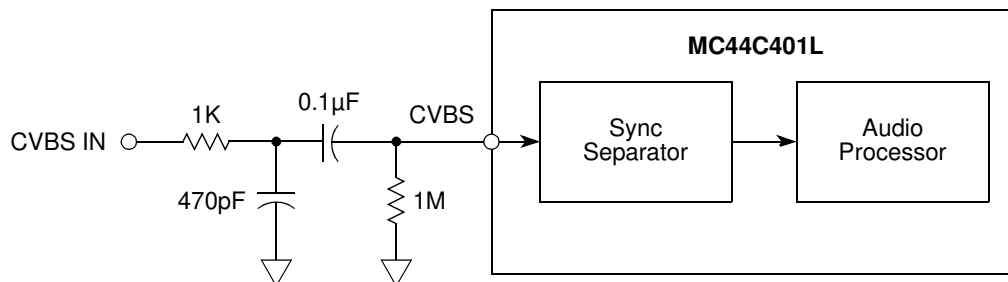 MC44C401L
0.1µF
1K
CVBS
CVBS IN
Sync
Separator
Audio
Processor
470pF
1M